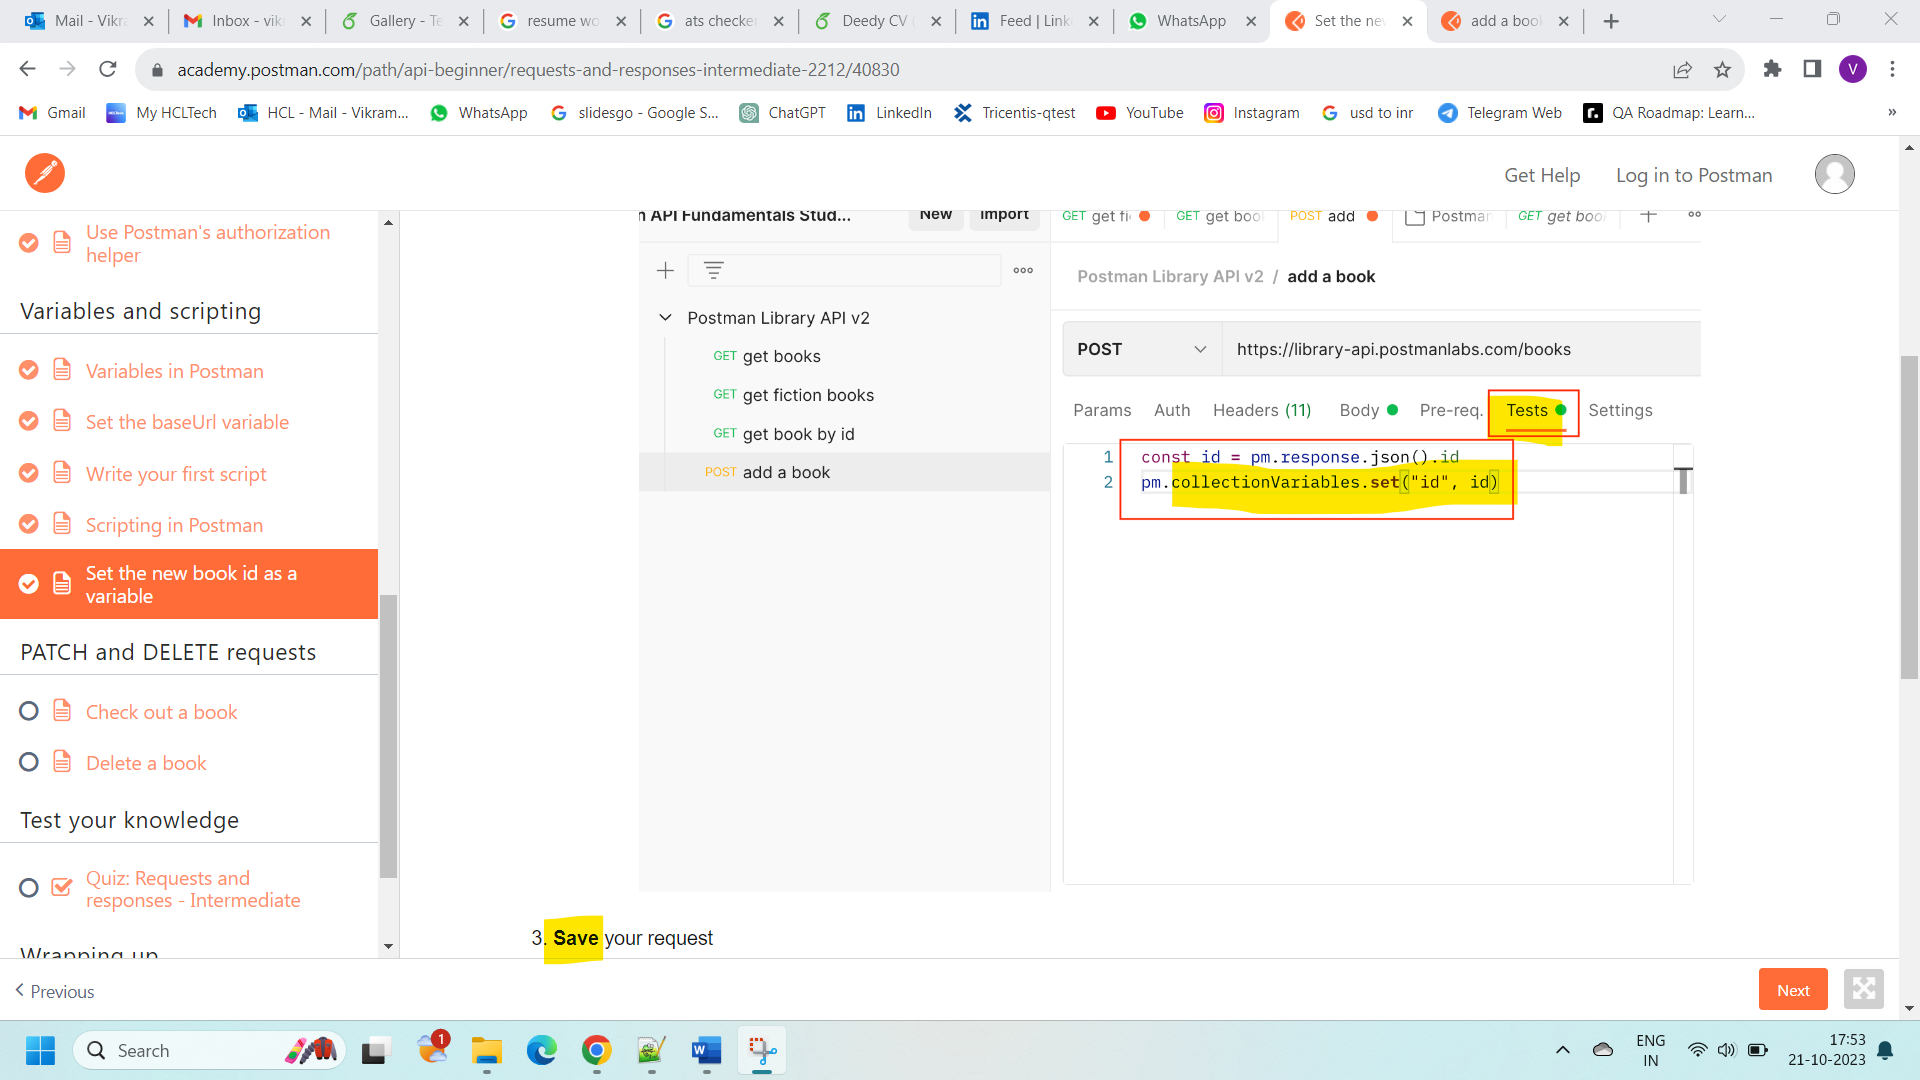 Mail - Vikra
Inbox - vik
Gallery - Te
resume wo
ats checke
Deedy CV
Feed | Link
WhatsApp
Set the ne
add a boo
academy.postman.com/path/api-beginner/requests-and-responses-intermediate-2212/40830
V
Gmail
My HCLTech
HCL - Mail - Vikram...
WhatsApp
slidesgo - Google S...
ChatGPT
LinkedIn
Tricentis-qtest
YouTube
Instagram
usd to inr
Telegram Web
QA Roadmap: Learn...
»
Get Help
Log in to Postman
Use Postman's authorization
helper
Variables and scripting
Variables in Postman
Set the baseUrl variable
Write your first script
Scripting in Postman
Set the new book id as a
variable
PATCH and DELETE requests
Check out a book
Delete a book
Test your knowledge
Quiz: Requests and
responses - Intermediate
Wrapping up
n API Fundamentals Stud...
New
Import
GET get fi
GET get boo
POST add
Postman
GET get boo
Postman Library API v2
GET get books
GET get fiction books
GET get book by id
POST add a book
Postman Library API v2 / add a book
POST
https://library-api.postmanlabs.com/books
Params
Auth
Headers (11)
Body
Pre-req.
Tests
Settings
1 const id = pm.response.json().id
2 pm.collectionVariables.set("id", id)
3. Save your request
Previous
Next
Search
1
ENG
IN
17:53
21-10-2023